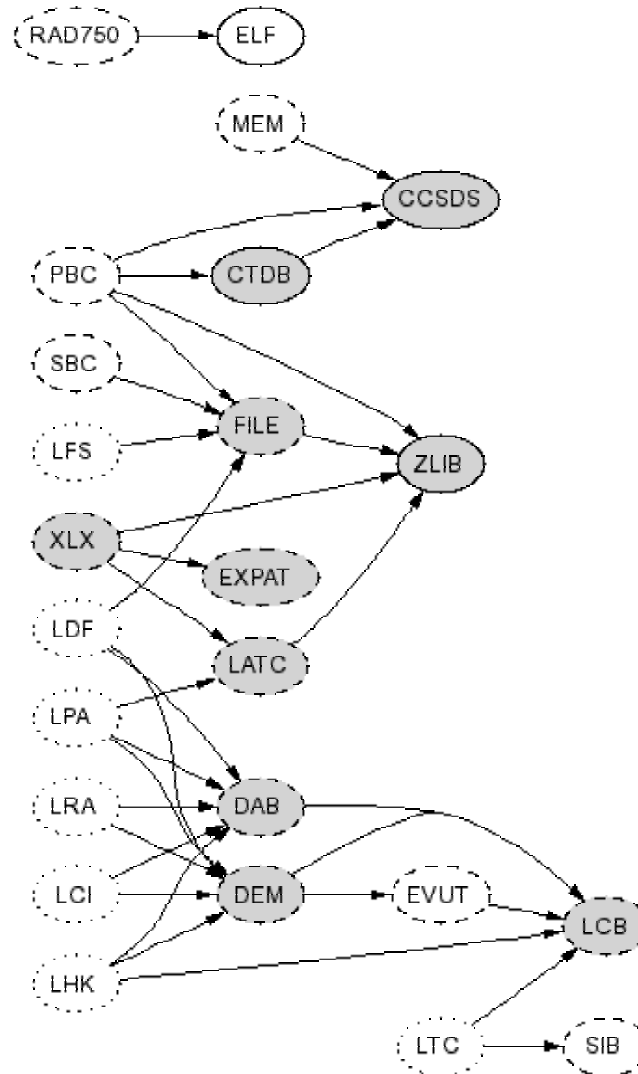 RAD750
ELF
MEM
CCSDS
PBC
CTDB
SBC
FILE
LFS
ZLIB
XLX
EXPAT
LDF
LATC
LPA
LRA
DAB
LCI
DEM
EVUT
LCB
LHK
LTC
SIB